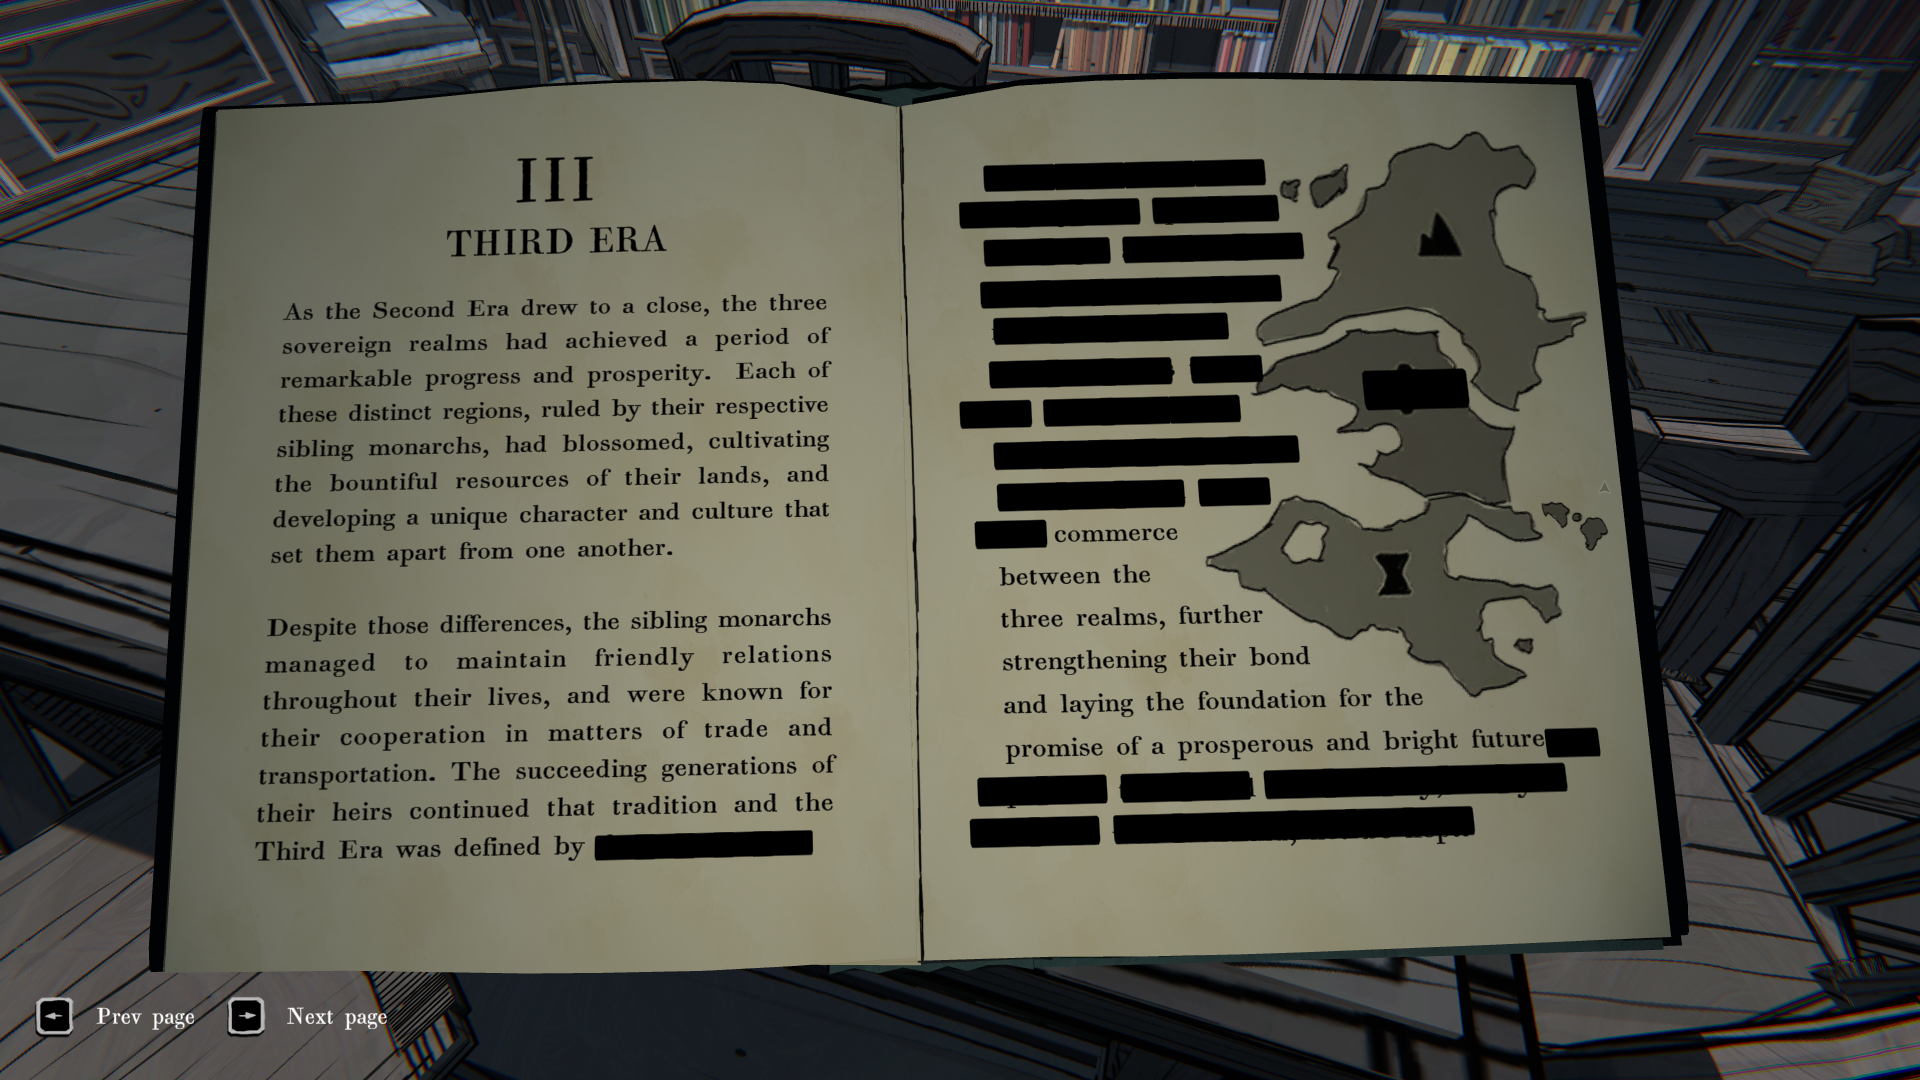 III
THIRD ERA
As the Second Era drew to a close, the three
sovereign realms had achieved a period of
remarkable progress and prosperity. Each of
these distinct regions, ruled by their respective
sibling monarchs, had blossomed, cultivating
the bountiful resources of their lands, and
developing a unique character and culture that
set them apart from one another.
Despite those differences, the sibling monarchs
managed to maintain friendly relations
throughout their lives, and were known for
their cooperation in matters of trade and
transportation. The succeeding generations of
their heirs continued that tradition and the
Third Era was defined by
commerce
between the
three realms, further
strengthening their bond
and laying the foundation for the
promise of a prosperous and bright future
Prev page
Next page